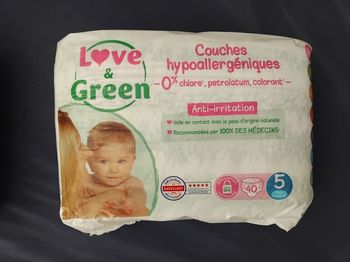 Love
&
Green
Couches
hypoallergéniques
0% chlore, petrolatum, colorant
Anti-irritation
Voile en contact avec la peau d'origine naturelle
Recommandées par 100% DES MÉDECINS
EXCELLENT
40
5